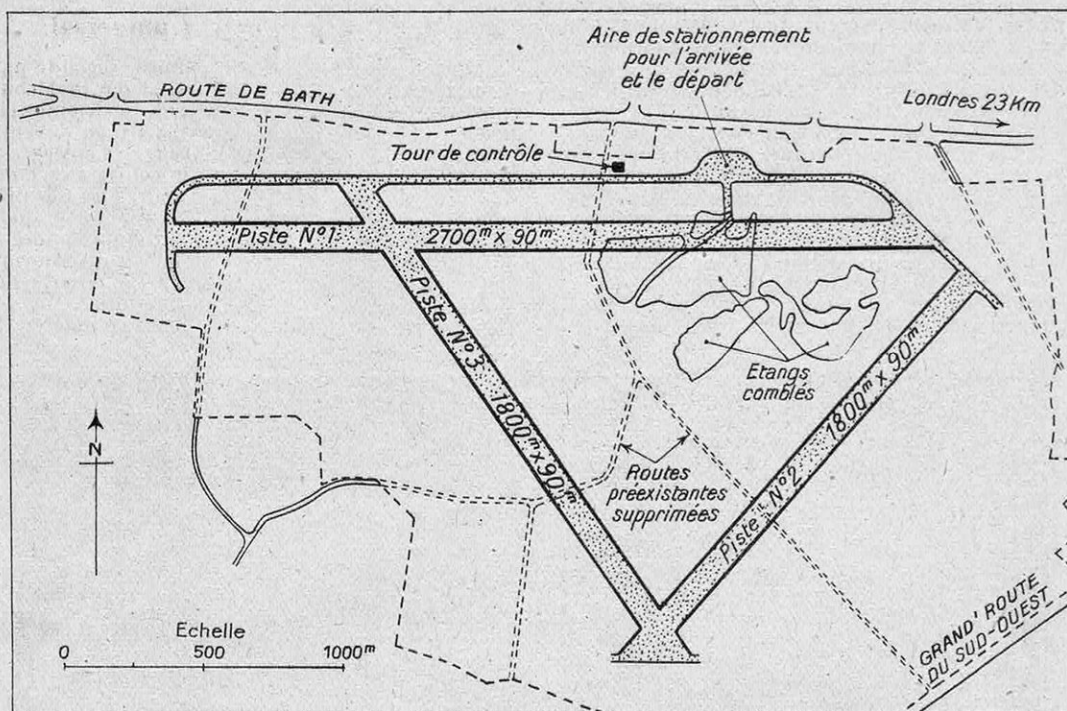 Aire de stationnement
pour l'arrivée
et le départ
ROUTE DE BATH
Londres 23 Km
Tour de contrôle
Piste N°1
2700m x 90m
Piste N°3
1800m x 90m
Etangs
comblés
1800m x 90m
Piste N°2
Routes
préexistantes
supprimées
N
GRAND' ROUTE
DU SUD-OUEST
Echelle
0 500 1000m